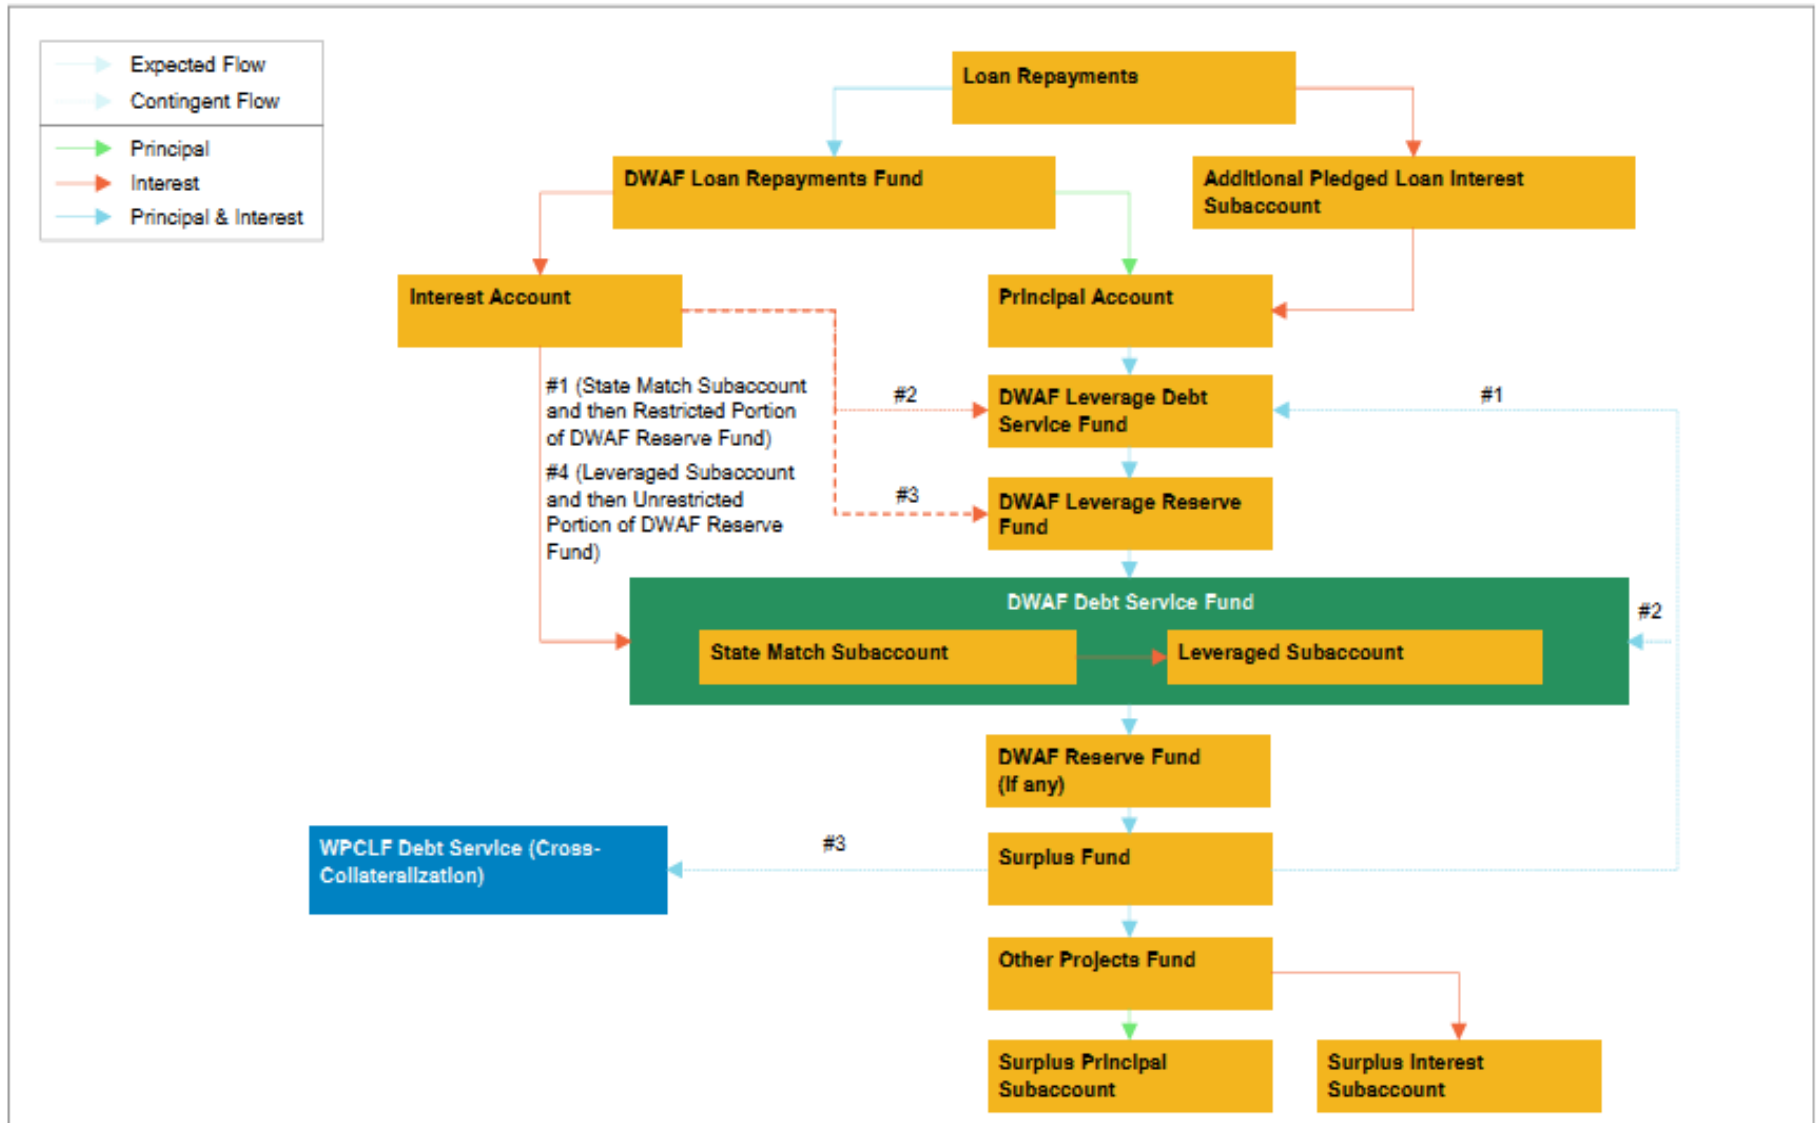 Expected Flow
Contingent Flow
Principal
Interest
Principal & Interest
Loan Repayments
DWAF Loan Repayments Fund
Additional Pledged Loan Interest
Subaccount
Interest Account
Principal Account
#1 (State Match Subaccount
and then Restricted Portion
of DWAF Reserve Fund)
#4 (Leveraged Subaccount
and then Unrestricted
Portion of DWAF Reserve
Fund)
#2
DWAF Leverage Debt
Service Fund
#1
#3
DWAF Leverage Reserve
Fund
DWAF Debt Service Fund
#2
State Match Subaccount
Leveraged Subaccount
DWAF Reserve Fund
(If any)
WPCLF Debt Service (Cross-
Collateralization)
#3
Surplus Fund
Other Projects Fund
Surplus Principal
Subaccount
Surplus Interest
Subaccount